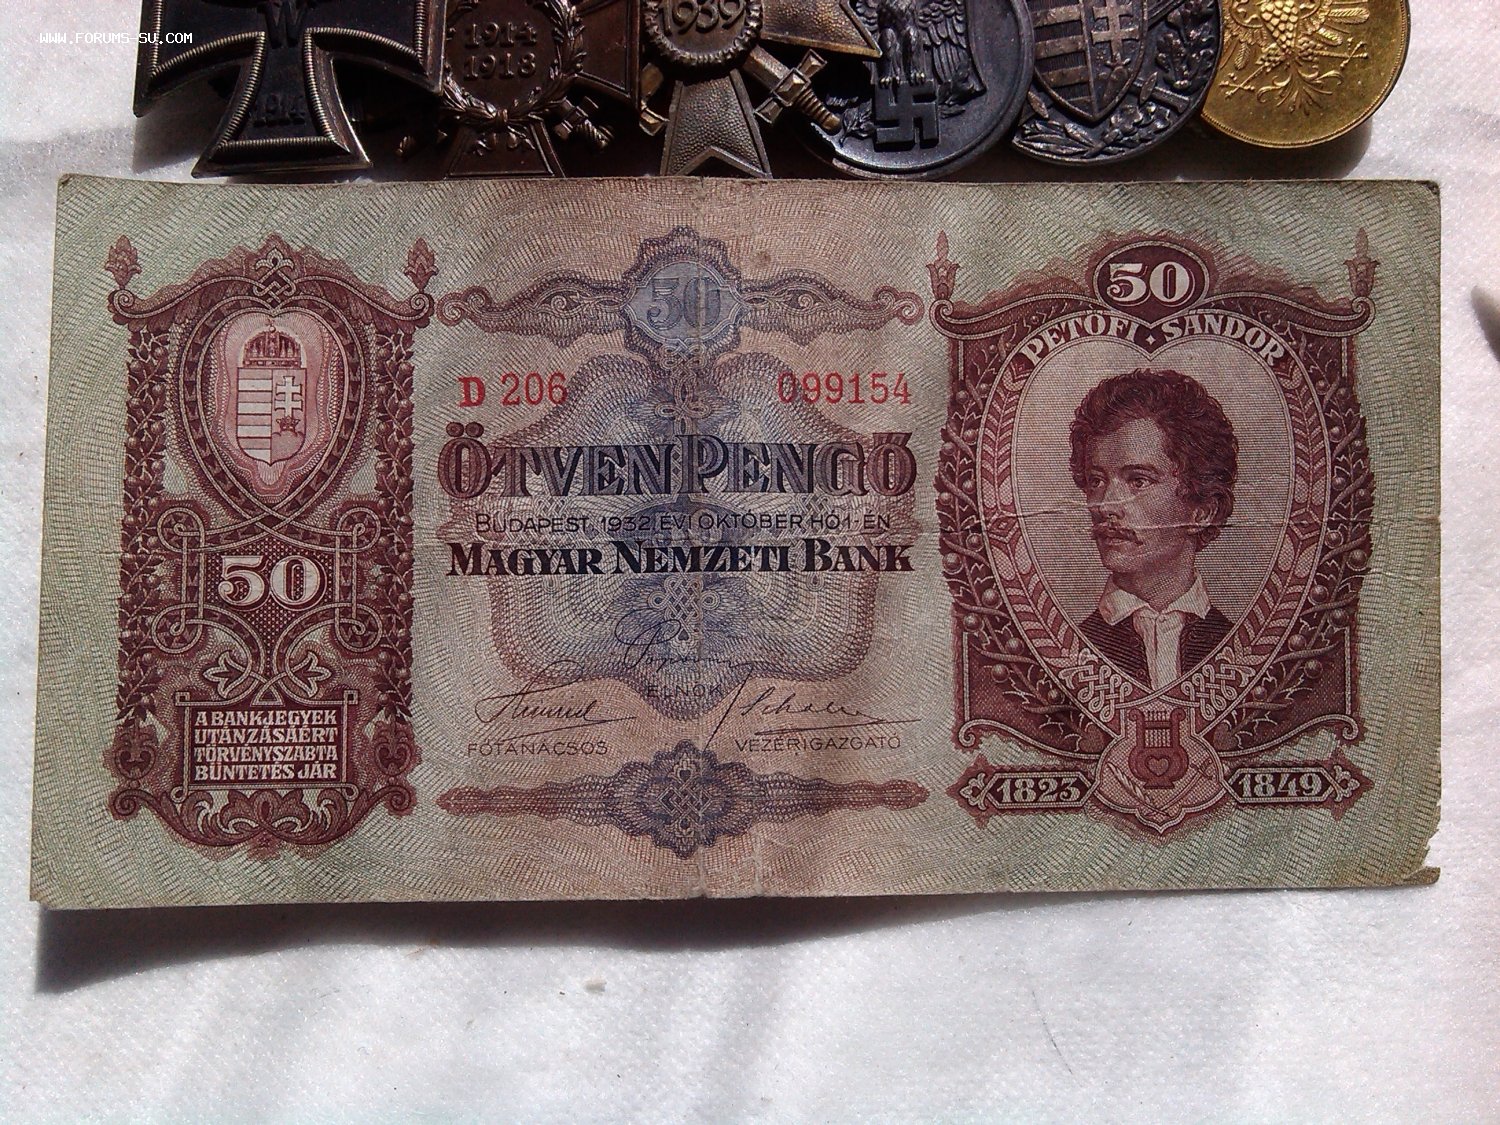 WWW.FORUMS-SU.COM
W
1914
1914
1918
1939
50
50
PETŐFI · SÁNDOR
D 206 099154
ÖTVEN PENGŐ
BUDAPEST, 1932. ÉVI OKTÓBER HÓ 1-ÉN
MAGYAR NEMZETI BANK
50
ELNÖK
FŐTANÁCSOS
VEZÉRIGAZGATÓ
A BANKJEGYEK
UTÁNZÁSÁÉRT
TÖRVÉNYSZABTA
BÜNTETÉS JÁR
1823
1849